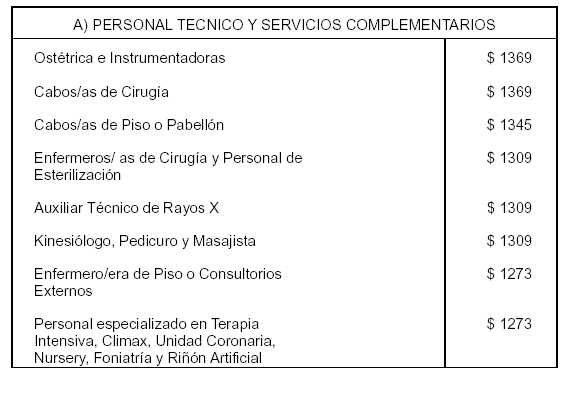 A) PERSONAL TECNICO Y SERVICIOS COMPLEMENTARIOS
Ostétrica e Instrumentadoras $ 1369
Cabos/as de Cirugía $ 1369
Cabos/as de Piso o Pabellón $ 1345
Enfermeros/ as de Cirugía y Personal de $ 1309
Esterilización
Auxiliar Técnico de Rayos X $ 1309
Kinesiólogo, Pedicuro y Masajista $ 1309
Enfermero/era de Piso o Consultorios $ 1273
Externos
Personal especializado en Terapia $ 1273
Intensiva, Climax, Unidad Coronaria,
Nursery, Foniatría y Riñón Artificial